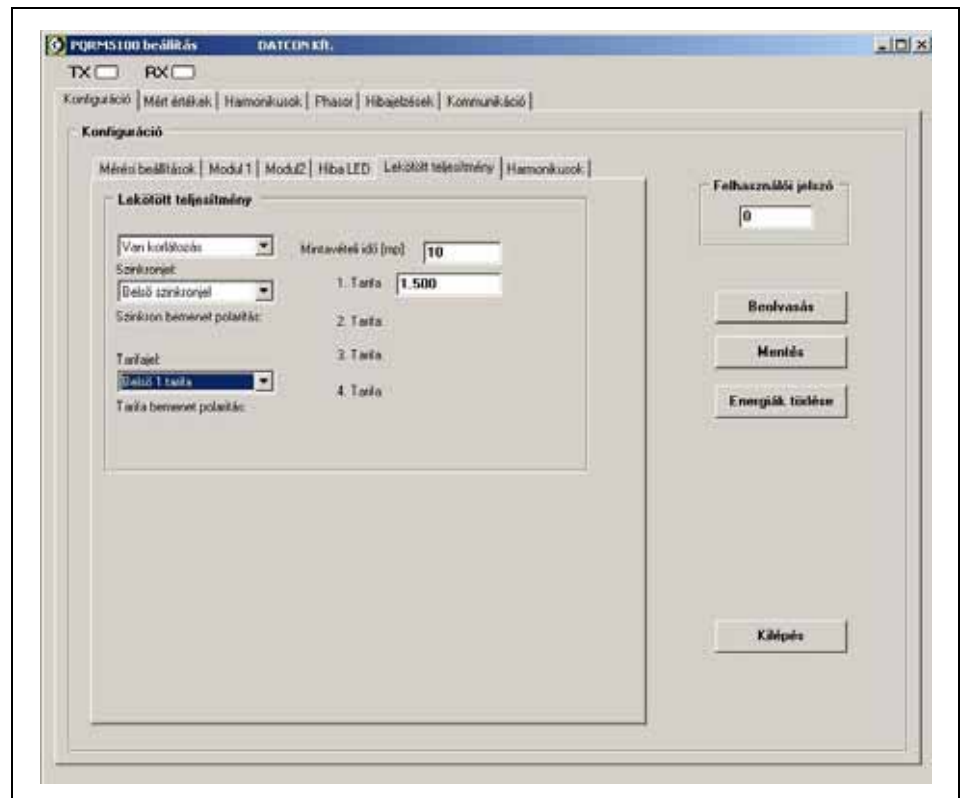 PQRM5100 beállítás DATCON Kft.
TX RX
Konfiguráció Mért értékek Harmonikusok Phasor Hibajelzések Kommunikáció
Konfiguráció
Mérési beállítások Modul 1 Modul2 Hiba LED Lekötött teljesítmény Harmonikusok
Lekötött teljesítmény
Van korlátozás
Mintavételi idő [mp] 10
Szinkronjel:
Belső szinkronjel
1. Tarifa 1.500
Szinkron bemenet polaritás:
2. Tarifa
Tarifajel:
3. Tarifa
Belső 1 tarifa
4. Tarifa
Tarifa bemenet polaritás:
Felhasználói jelszó
0
Beolvasás
Mentés
Energiák törlése
Kilépés